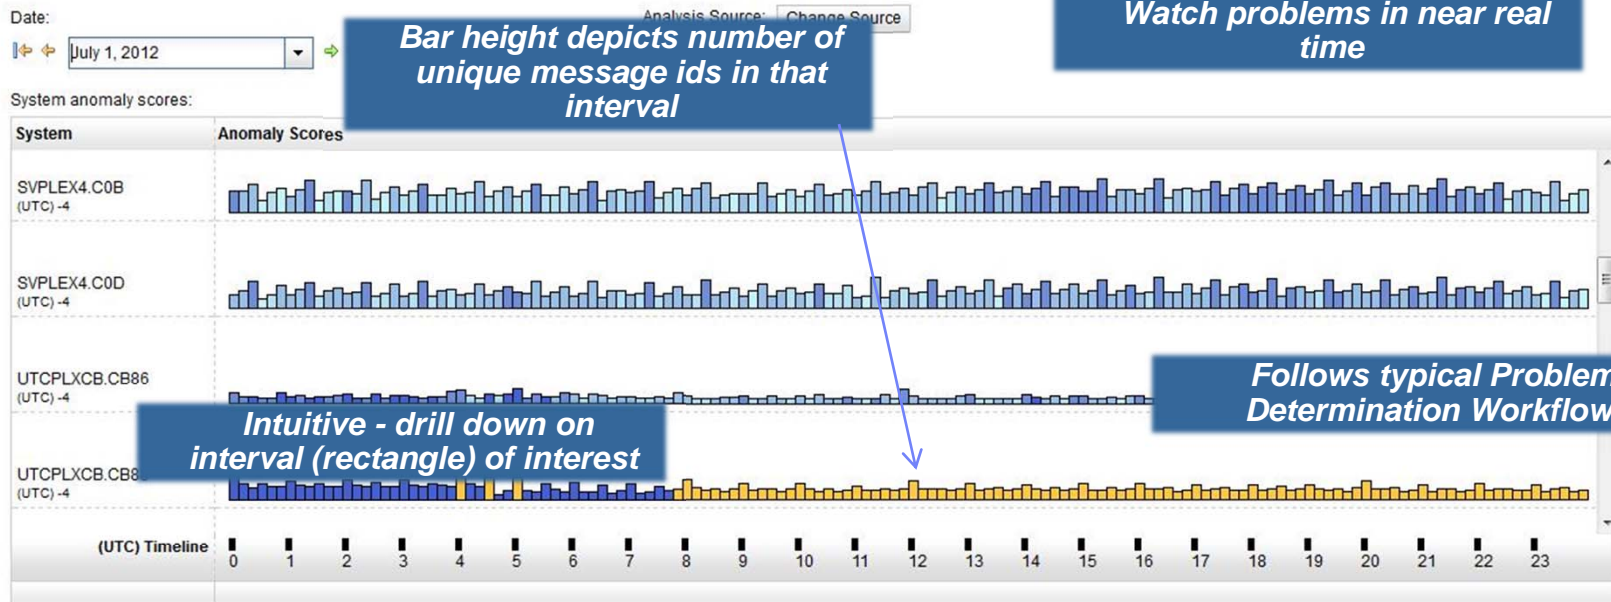 Date:
Analysis Source: Change Source
Watch problems in near real
time
July 1, 2012
Bar height depicts number of
unique message ids in that
interval
System anomaly scores:
System Anomaly Scores
SVPLEX4.C0B
(UTC) -4
SVPLEX4.C0D
(UTC) -4
UTCPLXCB.CB86
(UTC) -4
Follows typical Problem
Determination Workflow
Intuitive - drill down on
interval (rectangle) of interest
UTCPLXCB.CB8
(UTC) -4
(UTC) Timeline
0 1 2 3 4 5 6 7 8 9 10 11 12 13 14 15 16 17 18 19 20 21 22 23